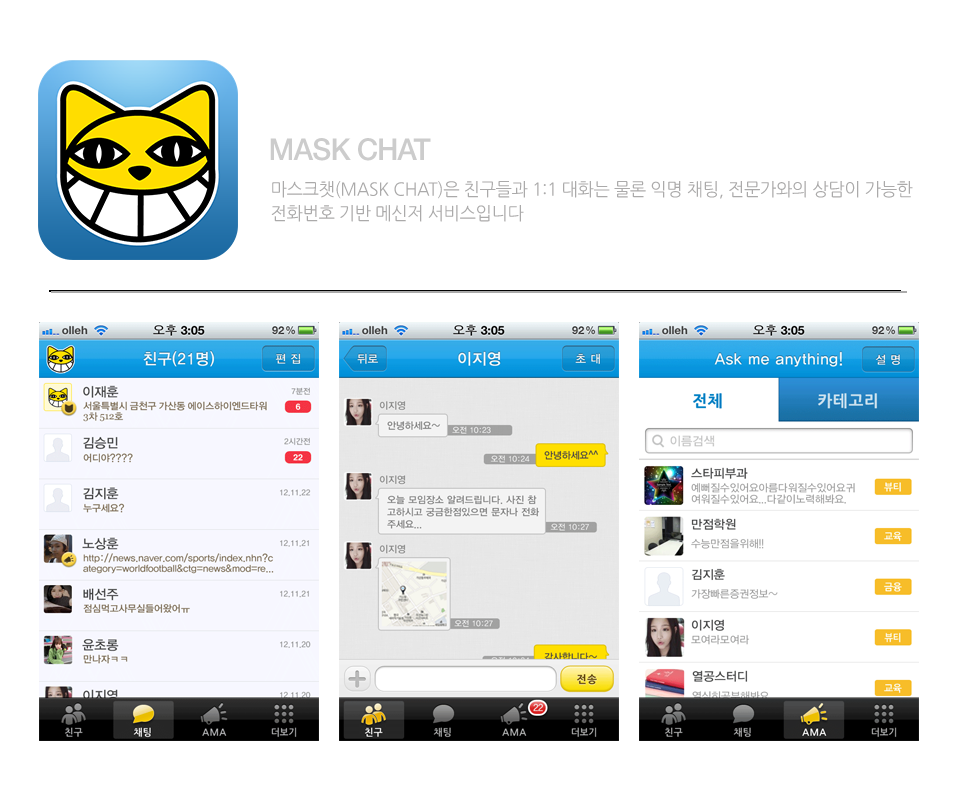 MASK CHAT
마스크챗(MASK CHAT)은 친구들과 1:1 대화는 물론 익명 채팅, 전문가와의 상담이 가능한
전화번호 기반 메신저 서비스입니다
olleh 오후 3:05 92%
친구(21명) 편 집
이재훈 7분전
서울특별시 금천구 가산동 에이스하이엔드타워
3차 512호 6
김승민 2시간전
어디야???? 22
김지훈 12,11,22
누구세요?
노상훈 12,11,21
http://news.naver.com/sports/index.nhn?c
ategory=worldfootball&ctg=news&mod=re...
배선주 12,11,21
점심먹고사무실들어왔어ㅠ
윤초롱 12,11,20
만나자ㅋㅋ
이지영 12,11,20
친구 채팅 AMA 더보기
olleh 오후 3:05 92%
뒤로 이지영 초 대
이지영
안녕하세요~ 오전 10:23
오전 10:24 안녕하세요^^
이지영
오늘 모임장소 알려드립니다. 사진 참
고하시고 궁금한점있으면 문자나 전화
주세요... 오전 10:27
이지영
오전 10:27
감사합니다~
전송
친구 채팅 AMA 22 더보기
olleh 오후 3:05 92%
Ask me anything! 설 명
전체 카테고리
이름검색
스타피부과
예뻐질수있어요아름다워질수있어요귀
여워질수있어요...다같이노력해봐요. 뷰티
만점학원
수능만점을위해!! 교육
김지훈
가장빠른증권정보~ 금융
이지영
모여라모여라 뷰티
열공스터디
열심히공부해봐요 교육
친구 채팅 AMA 더보기